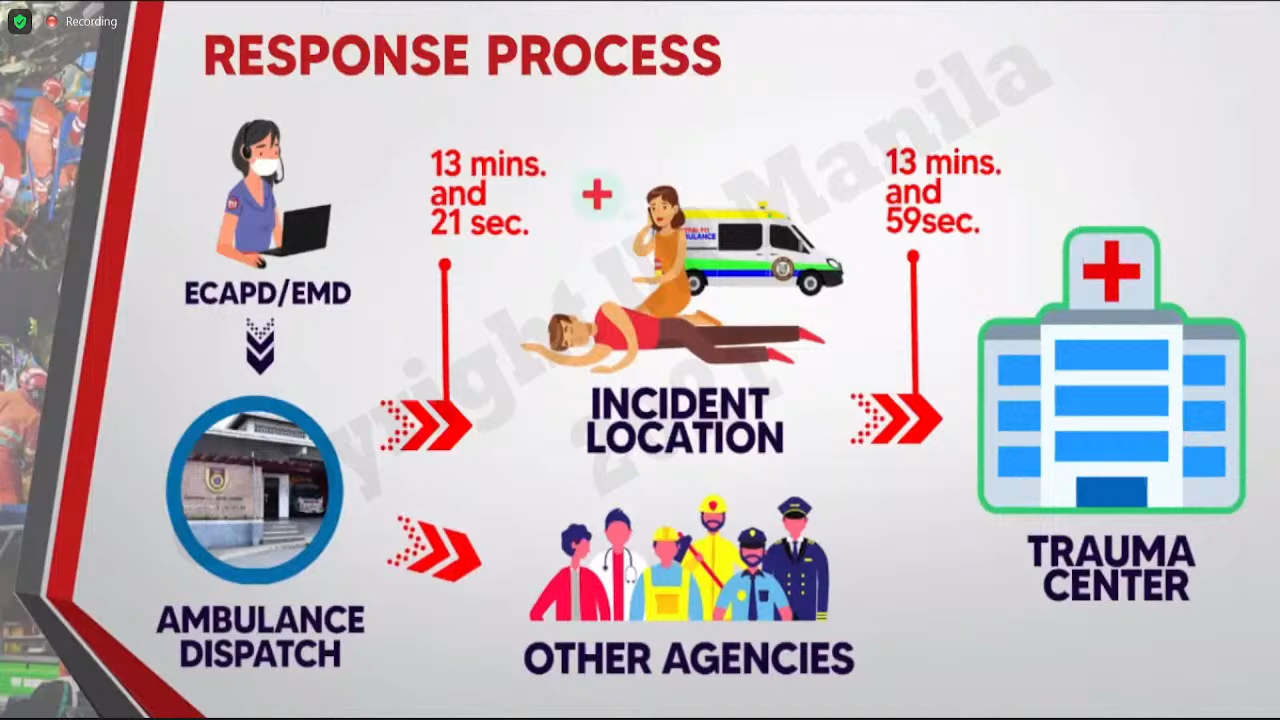 Recording
RESPONSE PROCESS
13 mins.
and
21 sec.
13 mins.
and
59sec.
ECAPD/EMD
INCIDENT
LOCATION
AMBULANCE
DISPATCH
OTHER AGENCIES
TRAUMA
CENTER
Manila